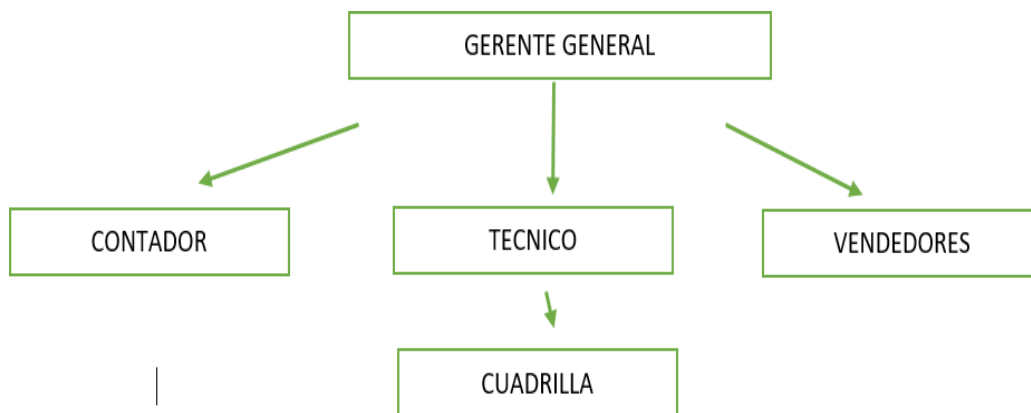 GERENTE GENERAL
CONTADOR
TECNICO
VENDEDORES
CUADRILLA